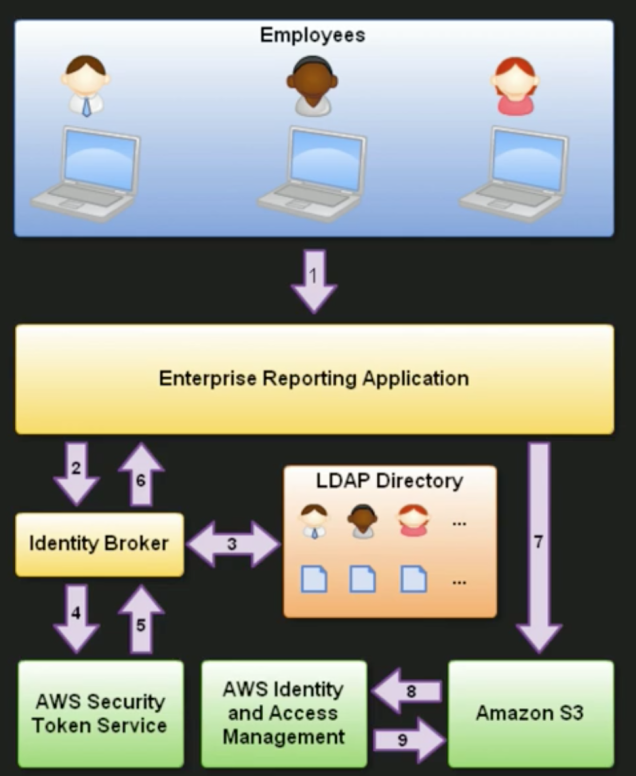 Employees
1
Enterprise Reporting Application
2
6
LDAP Directory
...
Identity Broker
3
7
...
4
5
AWS Security
Token Service
AWS Identity
and Access
Management
8
9
Amazon S3